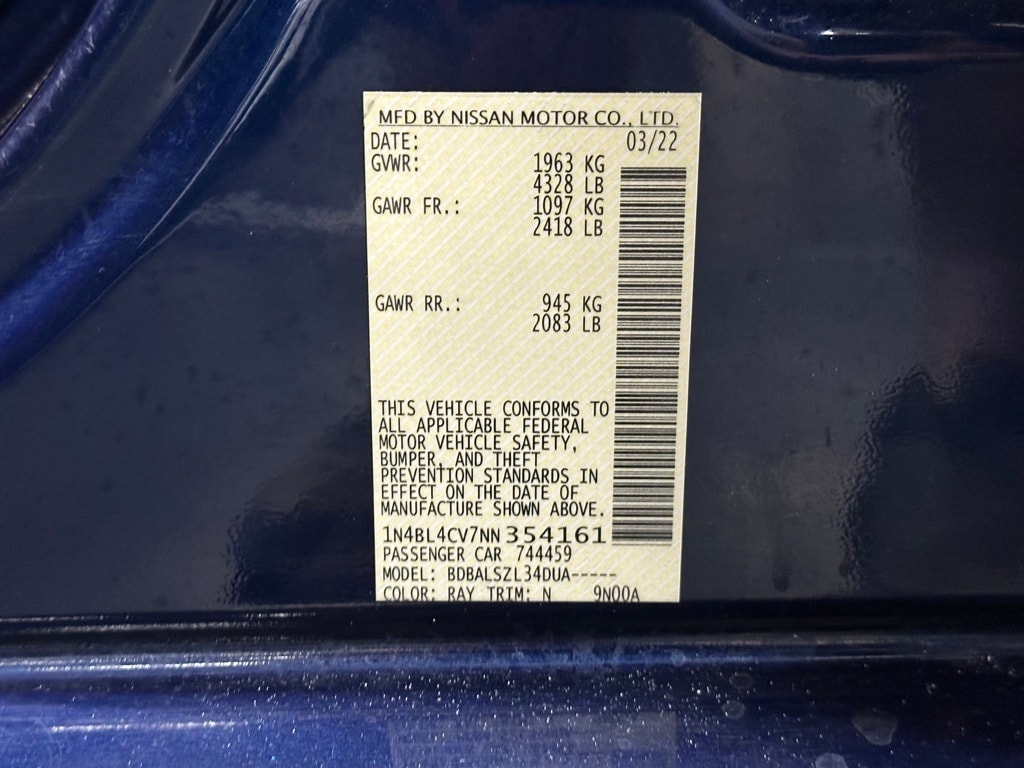 MFD BY NISSAN MOTOR CO., LTD.
DATE: 03/22
GVWR: 1963 KG
4328 LB
GAWR FR.: 1097 KG
2418 LB
GAWR RR.: 945 KG
2083 LB
THIS VEHICLE CONFORMS TO
ALL APPLICABLE FEDERAL
MOTOR VEHICLE SAFETY,
BUMPER, AND THEFT
PREVENTION STANDARDS IN
EFFECT ON THE DATE OF
MANUFACTURE SHOWN ABOVE.
1N4BL4CV7NN354161
PASSENGER CAR 744459
MODEL: BDBALSZL34DUA-----
COLOR: RAY TRIM: N 9N00A